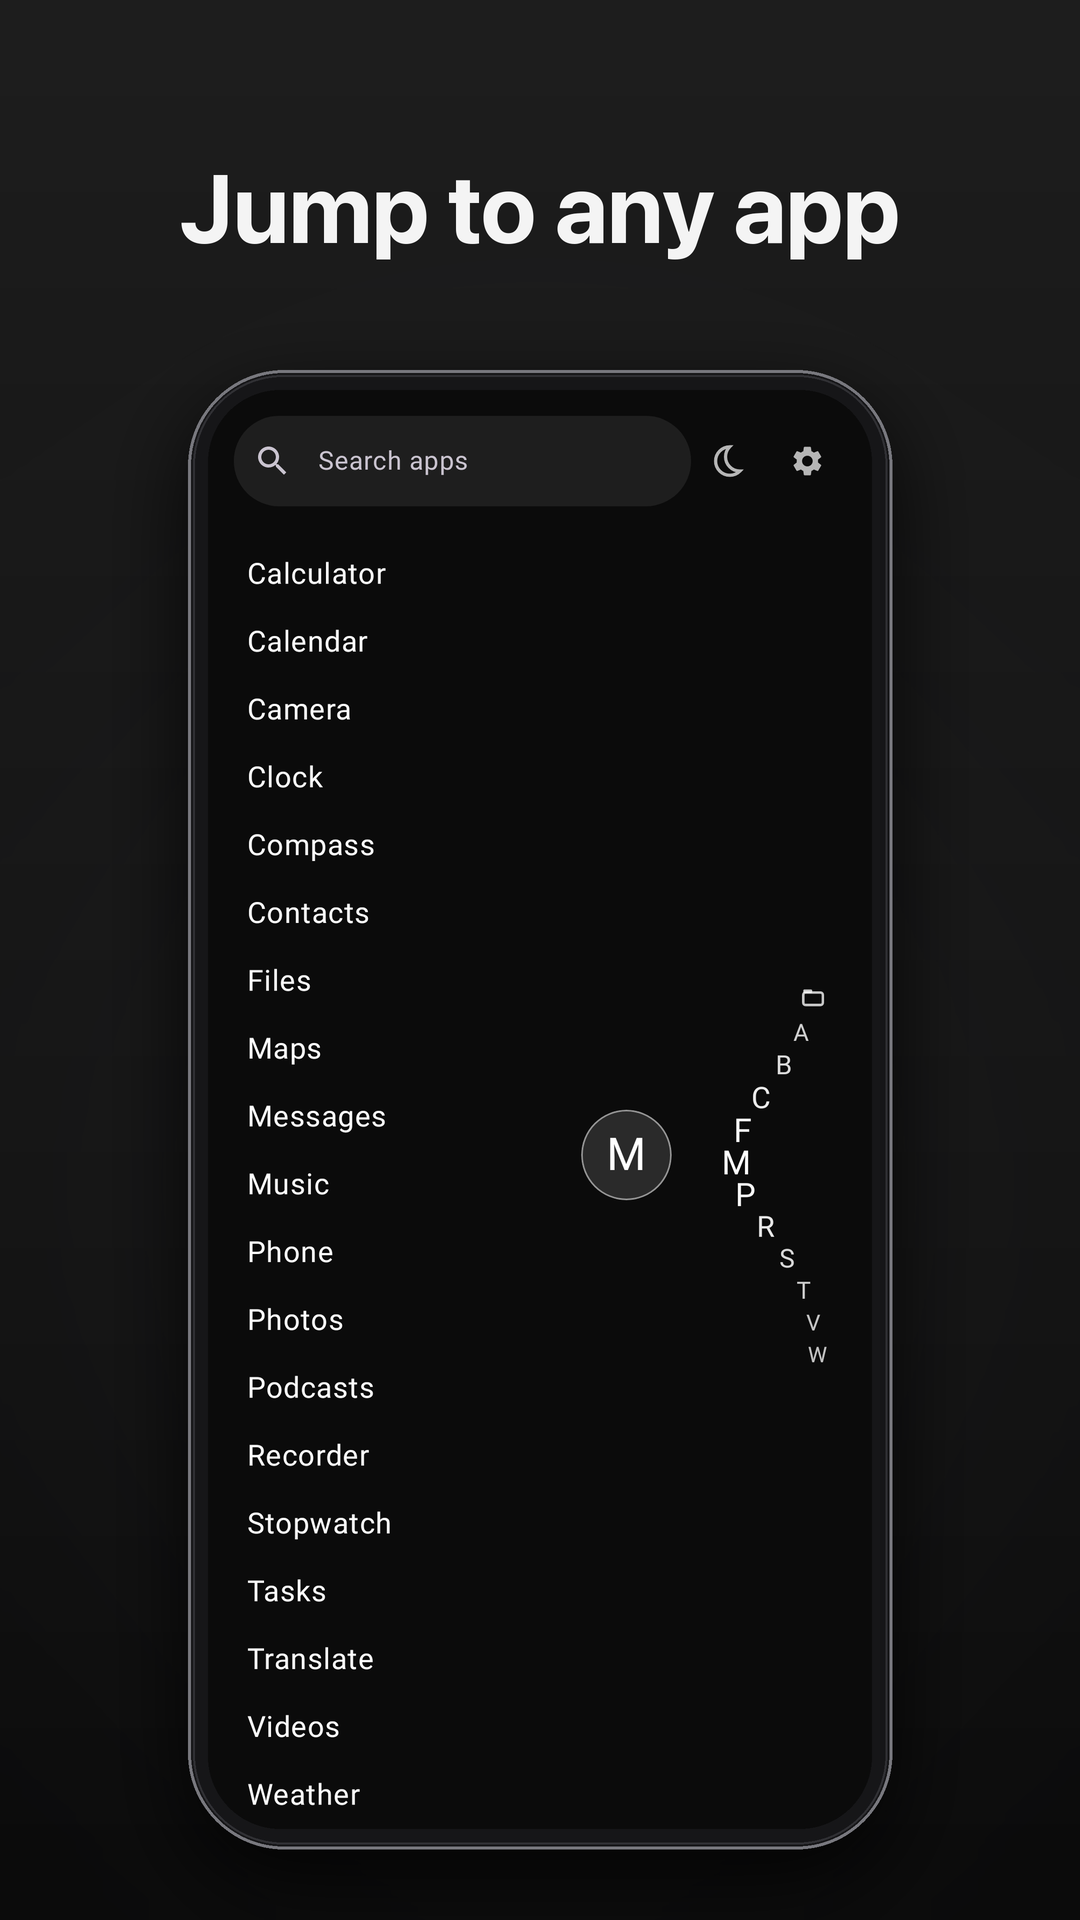 Jump to any app
Search apps
Calculator
Calendar
Camera
Clock
Compass
Contacts
Files
Maps
Messages
Music
Phone
Photos
Podcasts
Recorder
Stopwatch
Tasks
Translate
Videos
Weather
M
A
B
C
F
M
P
R
S
T
V
W